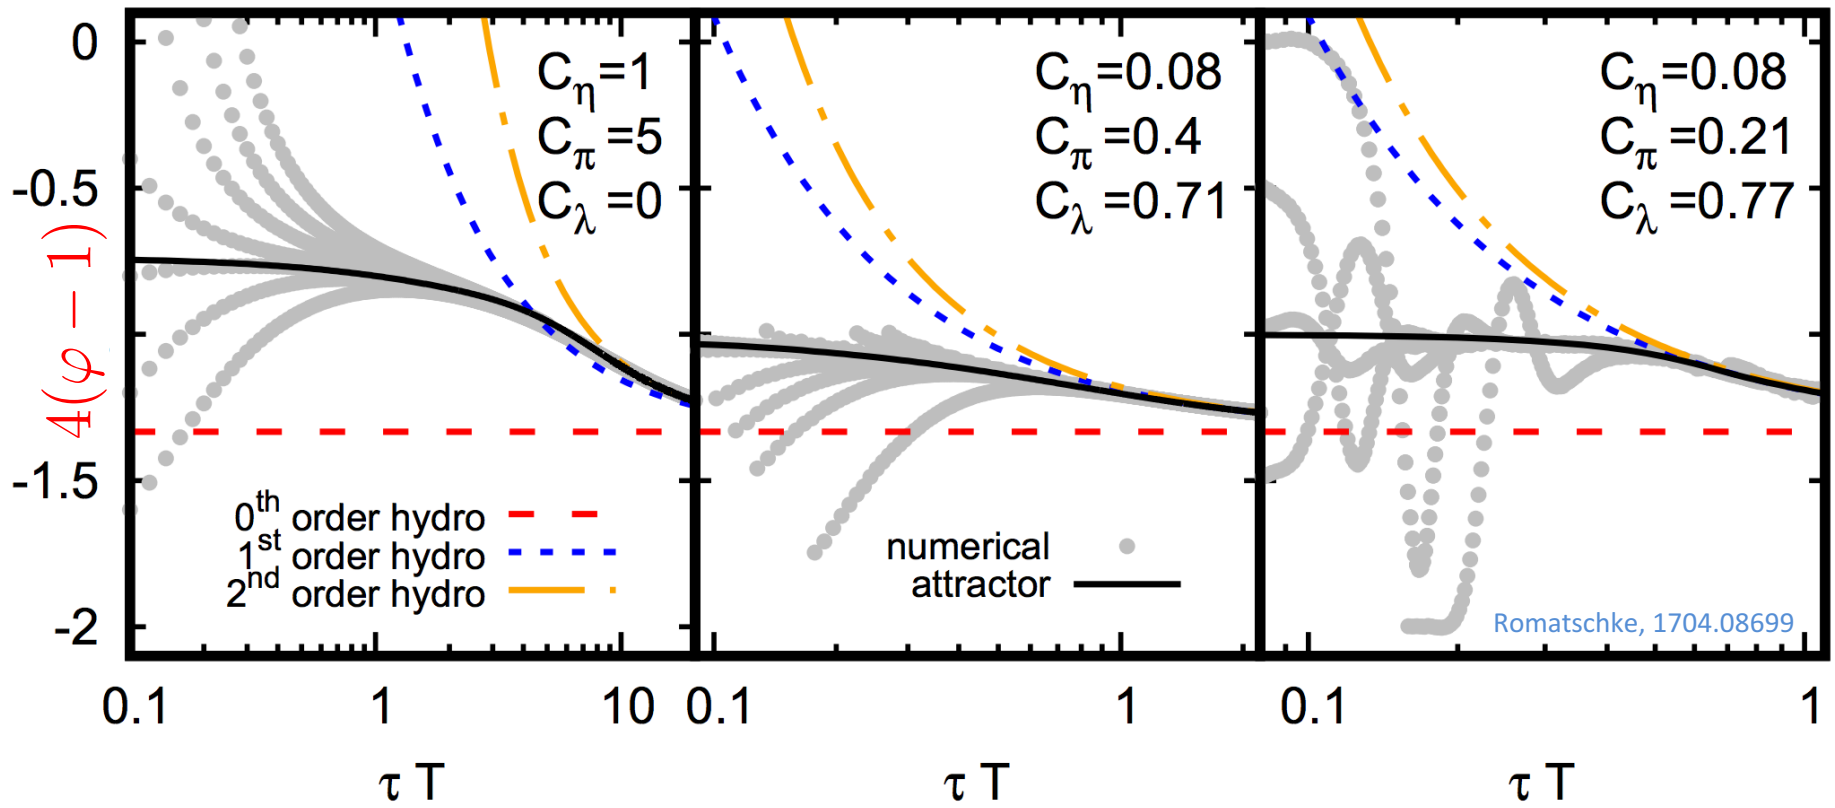 0
-0.5
-1.5
-2
4(φ − 1)
Cη=1
Cπ=5
Cλ=0
0th order hydro
1st order hydro
2nd order hydro
0.1
1
10
τ T
Cη=0.08
Cπ=0.4
Cλ=0.71
numerical
attractor
0.1
1
τ T
Cη=0.08
Cπ=0.21
Cλ=0.77
Romatschke, 1704.08699
0.1
1
τ T